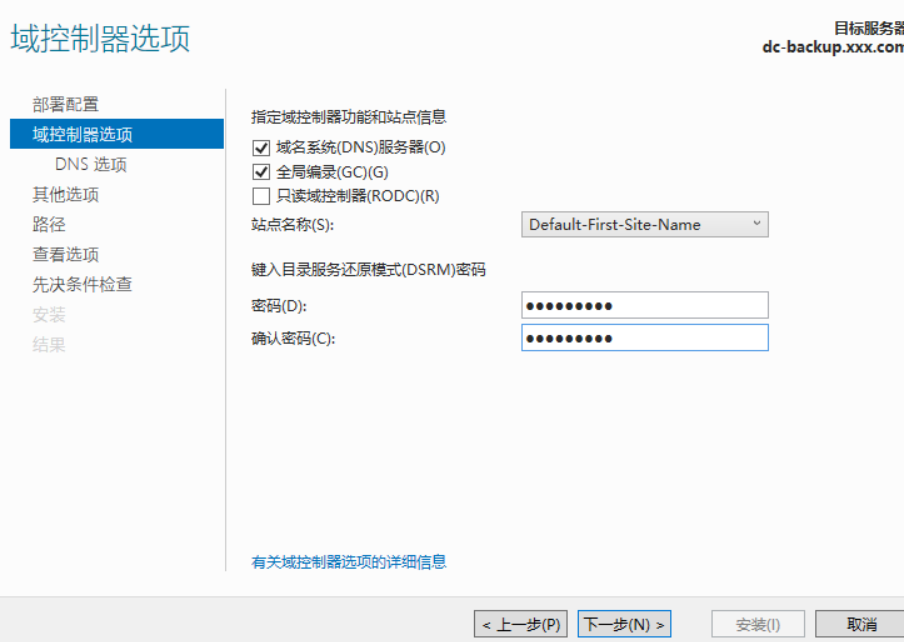 域控制器选项
目标服务器
dc-backup.xxx.com
部署配置
域控制器选项
DNS 选项
其他选项
路径
查看选项
先决条件检查
安装
结果
指定域控制器功能和站点信息
域名系统(DNS)服务器(O)
全局编录(GC)(G)
只读域控制器(RODC)(R)
站点名称(S):
Default-First-Site-Name
键入目录服务还原模式(DSRM)密码
密码(D):
●●●●●●●●●
确认密码(C):
●●●●●●●●●
有关域控制器选项的详细信息
< 上一步(P)
下一步(N) >
安装(I)
取消